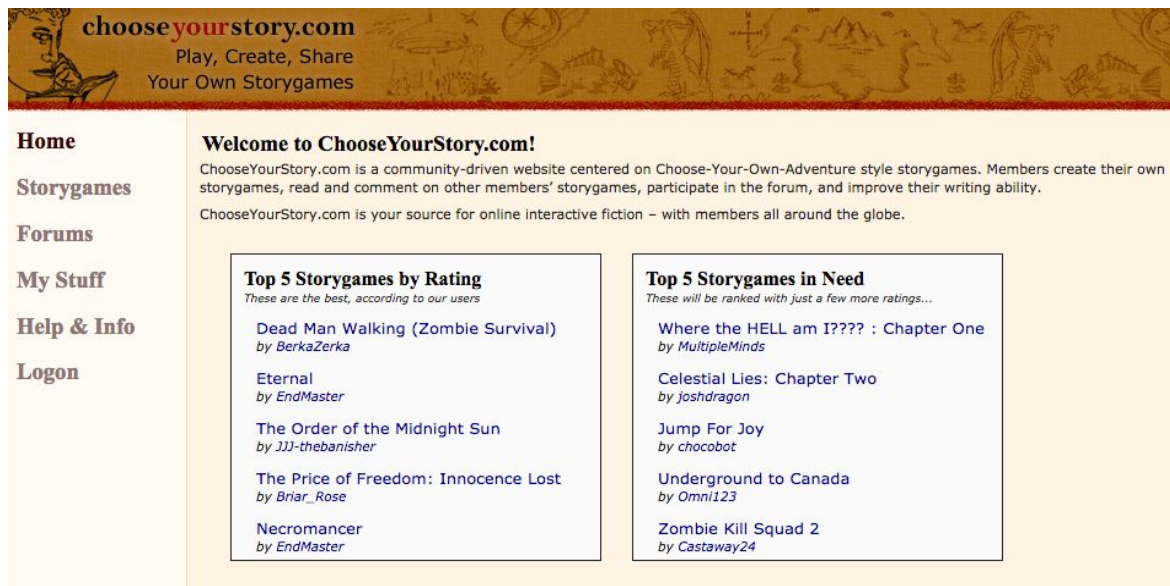 chooseyourstory.com
Play, Create, Share
Your Own Storygames
Home
Storygames
Forums
My Stuff
Help & Info
Logon
Welcome to ChooseYourStory.com!
ChooseYourStory.com is a community-driven website centered on Choose-Your-Own-Adventure style storygames. Members create their own
storygames, read and comment on other members' storygames, participate in the forum, and improve their writing ability.
ChooseYourStory.com is your source for online interactive fiction – with members all around the globe.
Top 5 Storygames by Rating
These are the best, according to our users
Dead Man Walking (Zombie Survival)
by BerkaZerka
Eternal
by EndMaster
The Order of the Midnight Sun
by JJJ-thebanisher
The Price of Freedom: Innocence Lost
by Briar_Rose
Necromancer
by EndMaster
Top 5 Storygames in Need
These will be ranked with just a few more ratings...
Where the HELL am I???? : Chapter One
by MultipleMinds
Celestial Lies: Chapter Two
by joshdragon
Jump For Joy
by chocobot
Underground to Canada
by Omni123
Zombie Kill Squad 2
by Castaway24